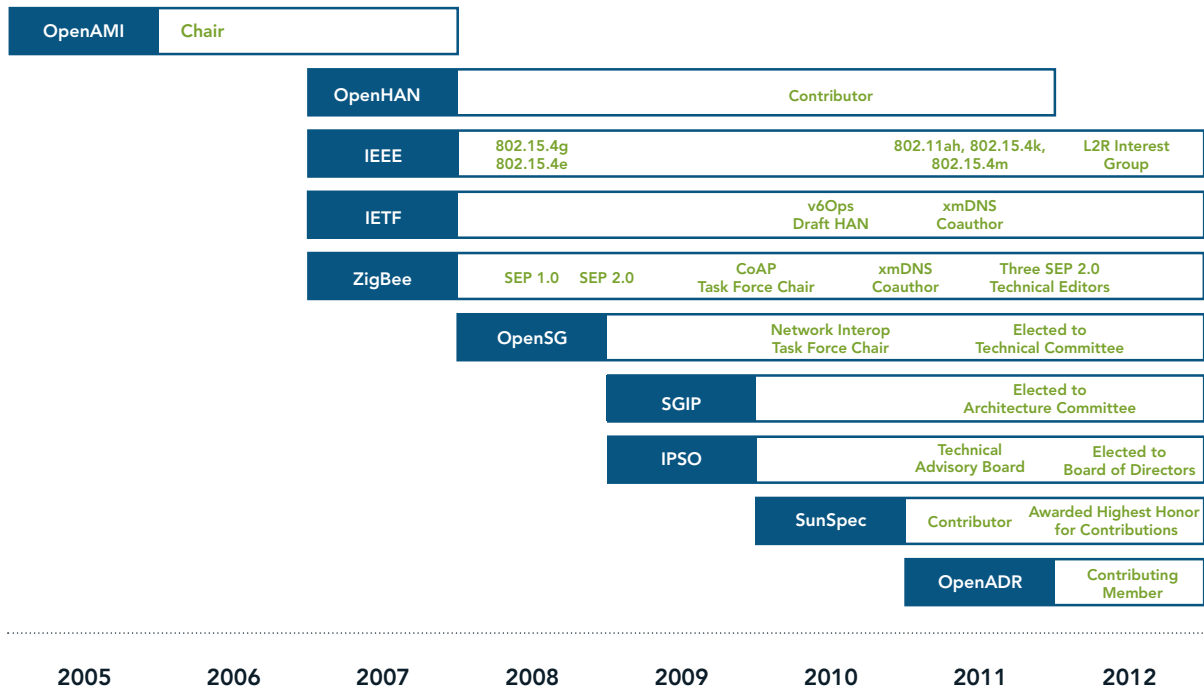 OpenAMI
Chair
OpenHAN
Contributor
IEEE
802.15.4g
802.15.4e
802.11ah, 802.15.4k,
802.15.4m
L2R Interest
Group
IETF
v6Ops
Draft HAN
xmDNS
Coauthor
ZigBee
SEP 1.0
SEP 2.0
CoAP
Task Force Chair
xmDNS
Coauthor
Three SEP 2.0
Technical Editors
OpenSG
Network Interop
Task Force Chair
Elected to
Technical Committee
SGIP
Elected to
Architecture Committee
IPSO
Technical
Advisory Board
Elected to
Board of Directors
SunSpec
Contributor
Awarded Highest Honor
for Contributions
OpenADR
Contributing
Member
2005 2006 2007 2008 2009 2010 2011 2012